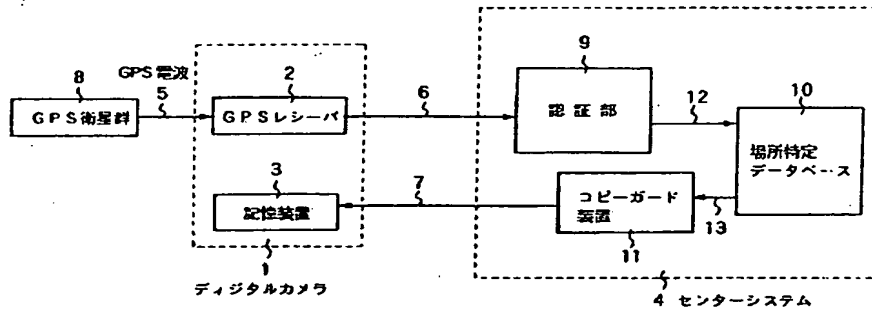 9
8
GPS電波
2
認証部
10
5
6
12
GPS衛星群
GPSレシーバ
場所特定
データベース
3
7
コピーガード
装置
記憶装置
13
1
11
ディジタルカメラ
4 センターシステム